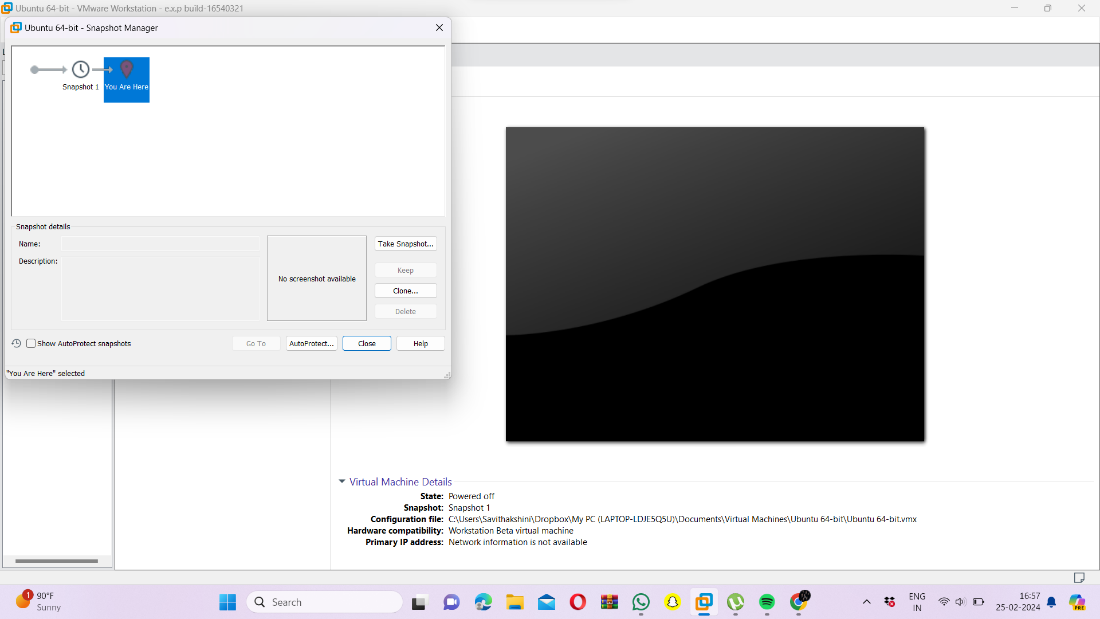 Ubuntu 64-bit - VMware Workstation - e.x.p build-16540321
Ubuntu 64-bit - Snapshot Manager
Snapshot 1
You Are Here
Snapshot details
Name:
Description:
No screenshot available
Take Snapshot...
Keep
Clone...
Delete
Show AutoProtect snapshots
Go To
AutoProtect...
Close
Help
"You Are Here" selected
Virtual Machine Details
State: Powered off
Snapshot: Snapshot 1
Configuration file: C:\Users\Savithakshini\Dropbox\My PC (LAPTOP-LDJE5Q5U)\Documents\Virtual Machines\Ubuntu 64-bit\Ubuntu 64-bit.vmx
Hardware compatibility: Workstation Beta virtual machine
Primary IP address: Network information is not available
1
90°F
Sunny
Search
ENG
IN
16:57
25-02-2024
PRE